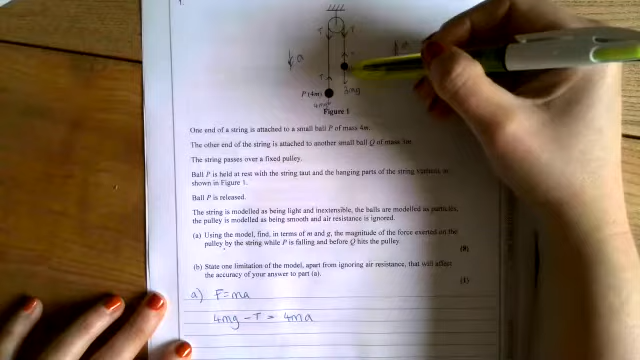 T T
a a
T
P (4m) 3mg
4mg
Figure 1
One end of a string is attached to a small ball P of mass 4m.
The other end of the string is attached to another small ball Q of mass 3m.
The string passes over a fixed pulley.
Ball P is held at rest with the string taut and the hanging parts of the string vertical, as
shown in Figure 1.
Ball P is released.
The string is modelled as being light and inextensible, the balls are modelled as particles,
the pulley is modelled as being smooth and air resistance is ignored.
(a) Using the model, find, in terms of m and g, the magnitude of the force exerted on the
pulley by the string while P is falling and before Q hits the pulley.
(8)
(b) State one limitation of the model, apart from ignoring air resistance, that will affect
the accuracy of your answer to part (a).
(1)
a) F=ma
4mg - T = 4ma